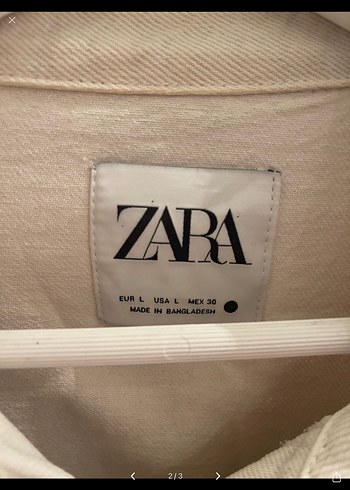 ZARA
EUR L USA L MEX 30
MADE IN BANGLADESH
2/3